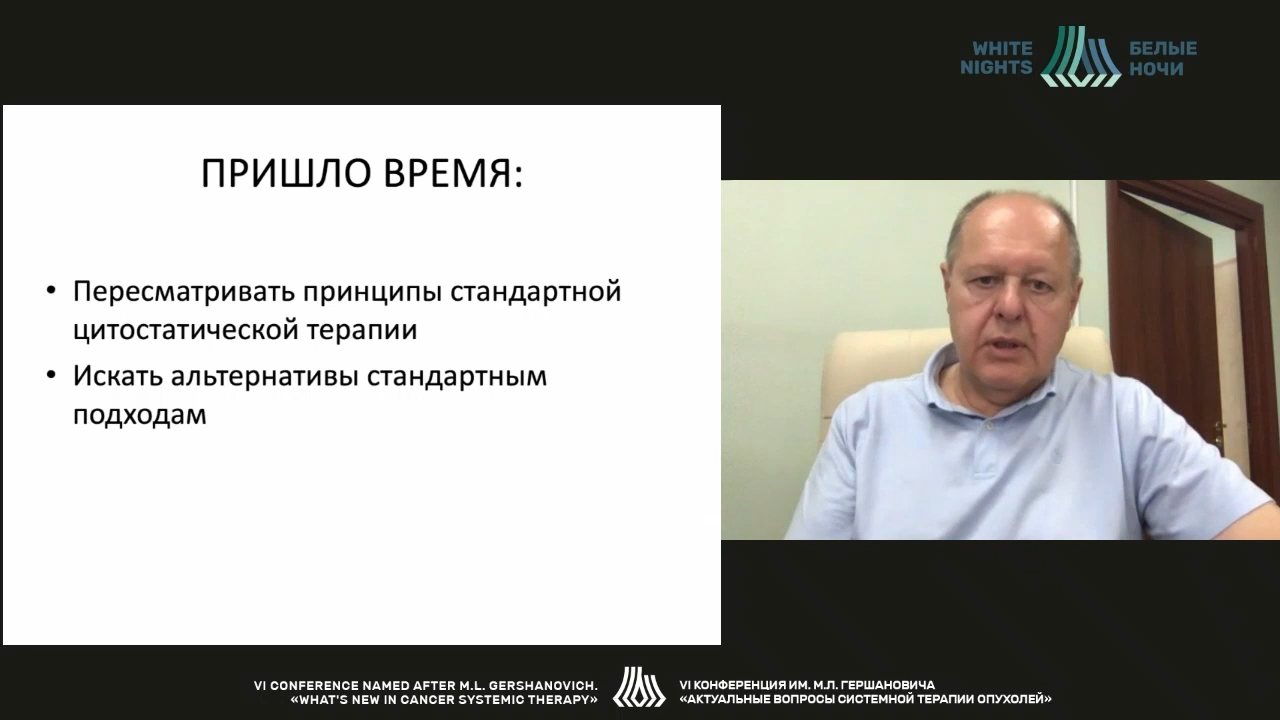 WHITE
NIGHTS
БЕЛЫЕ
НОЧИ
ПРИШЛО ВРЕМЯ:
• Пересматривать принципы стандартной
цитостатической терапии
• Искать альтернативы стандартным
подходам
VI CONFERENCE NAMED AFTER M.L. GERSHANOVICH.
«WHAT'S NEW IN CANCER SYSTEMIC THERAPY»
VI КОНФЕРЕНЦИЯ ИМ. М.Л. ГЕРШАНОВИЧА
«АКТУАЛЬНЫЕ ВОПРОСЫ СИСТЕМНОЙ ТЕРАПИИ ОПУХОЛЕЙ»